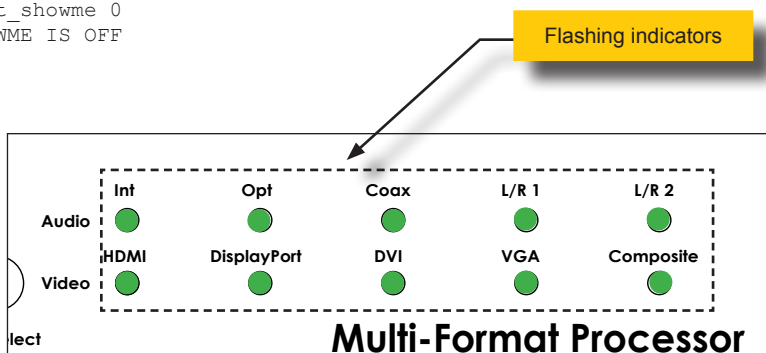 t_showme 0
WME IS OFF
Flashing indicators
Int Opt Coax L/R 1 L/R 2
Audio
HDMI DisplayPort DVI VGA Composite
Video
lect
Multi-Format Processor